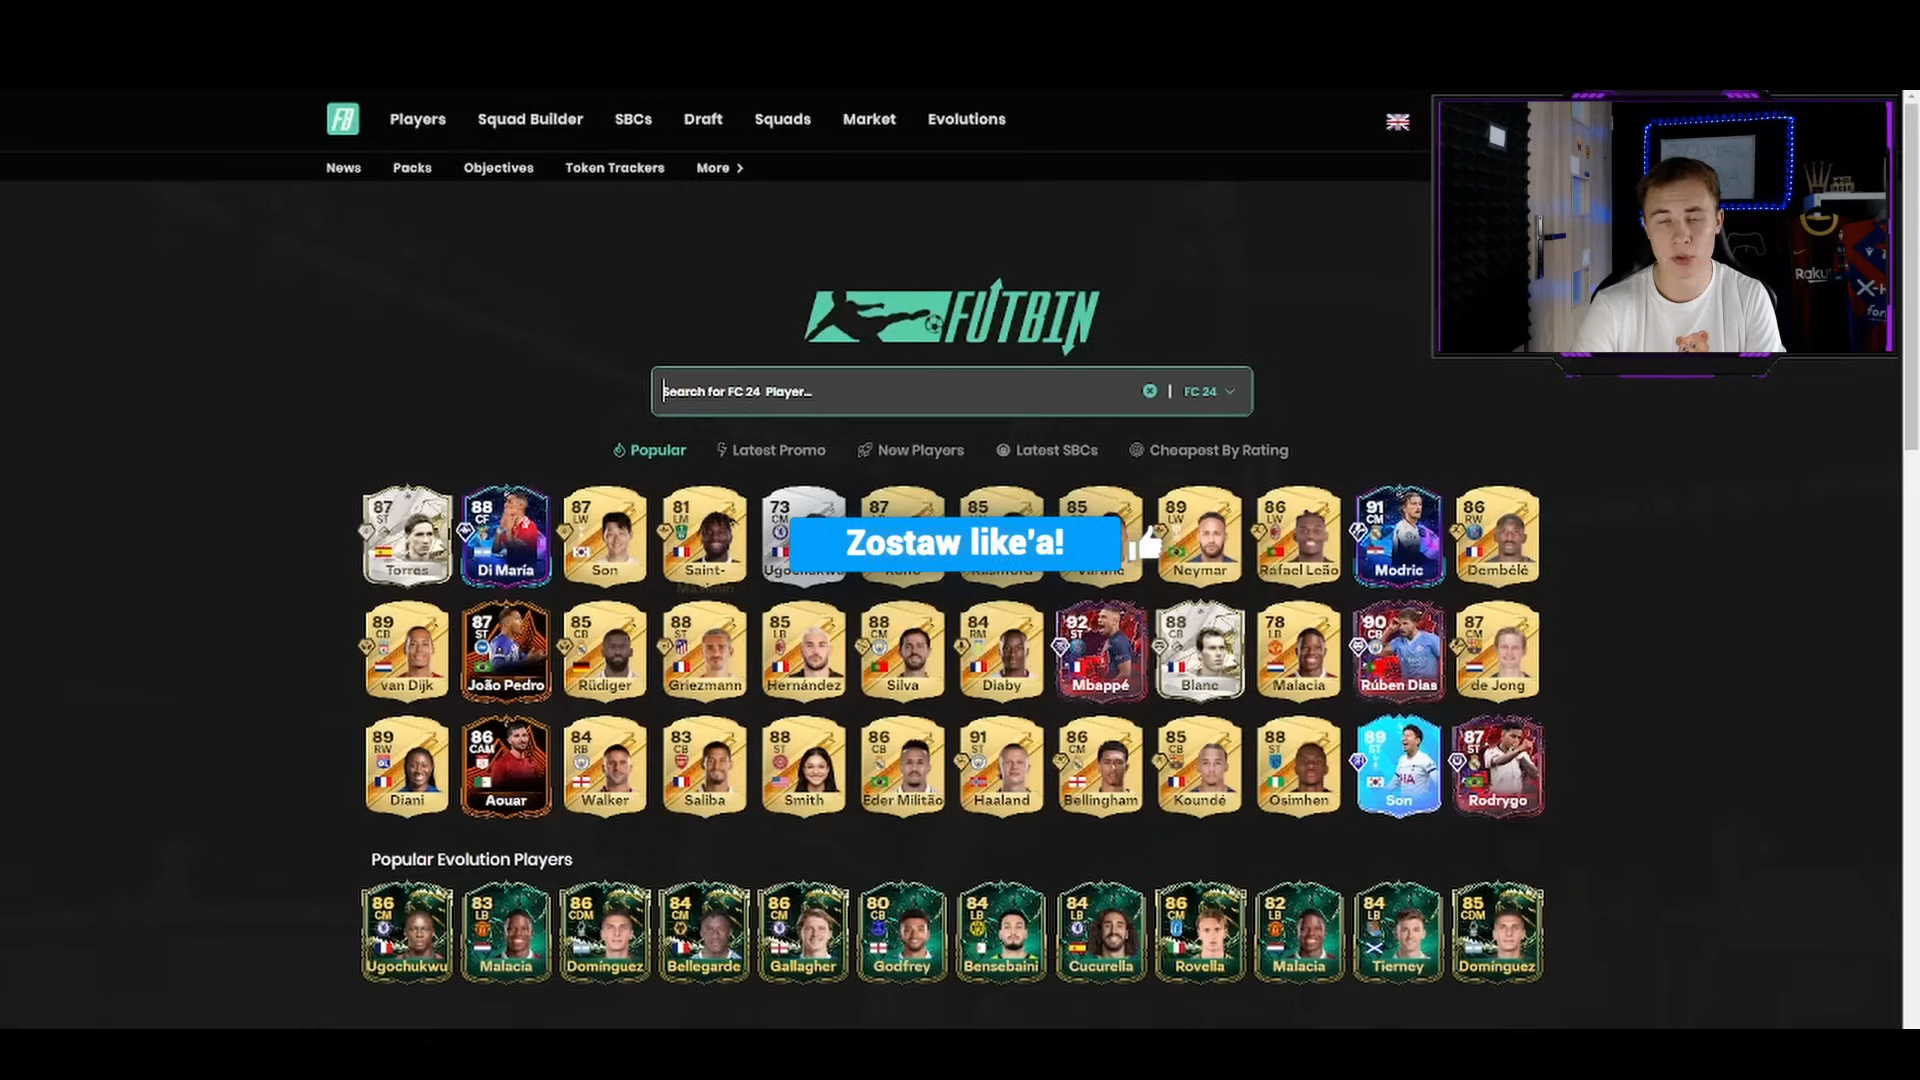 FB Players Squad Builder SBCs Draft Squads Market Evolutions
News Packs Objectives Token Trackers More
FUTBIN
Search for FC 24 Player... FC 24
Popular Latest Promo New Players Latest SBCs Cheapest By Rating
87 88 87 81 73 87 85 85 89 86 91 86
ST CF LW LM CM LW LW CM RW
Zostaw like'a!
Torres Di María Son Saint-Maximin Neymar Rafael Leão Modric Dembélé
89 87 85 88 85 88 84 92 88 78 90 87
CB ST CB ST LB CM RM ST CB LB CB CM
van Dijk João Pedro Rüdiger Griezmann Hernández Silva Diaby Mbappé Blanc Malacia Rúben Dias de Jong
89 86 84 83 88 86 91 86 85 88 89 87
RW CAM RB CB ST CB ST CM CB ST ST ST
Diani Aouar Walker Saliba Smith Éder Militão Haaland Bellingham Koundé Osimhen Son Rodrygo
Popular Evolution Players
86 83 86 84 86 80 84 84 86 82 84 85
CM LB CDM CM CM CB LB LB CM LB LB CDM
Ugochukwu Malacia Domínguez Bellegarde Gallagher Godfrey Bensebaini Cucurella Rovella Malacia Tierney Domínguez